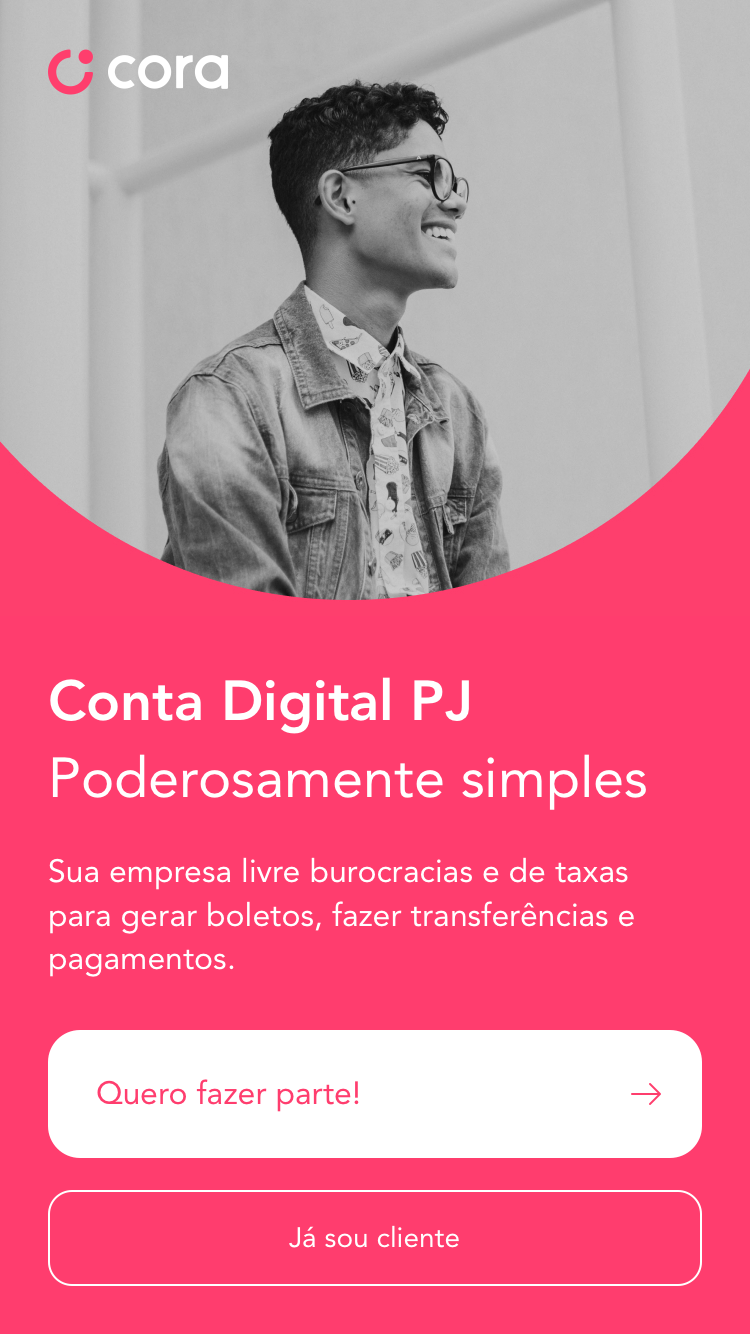 cora
Conta Digital PJ
Poderosamente simples
Sua empresa livre burocracias e de taxas
para gerar boletos, fazer transferências e
pagamentos.
Quero fazer parte!
Já sou cliente